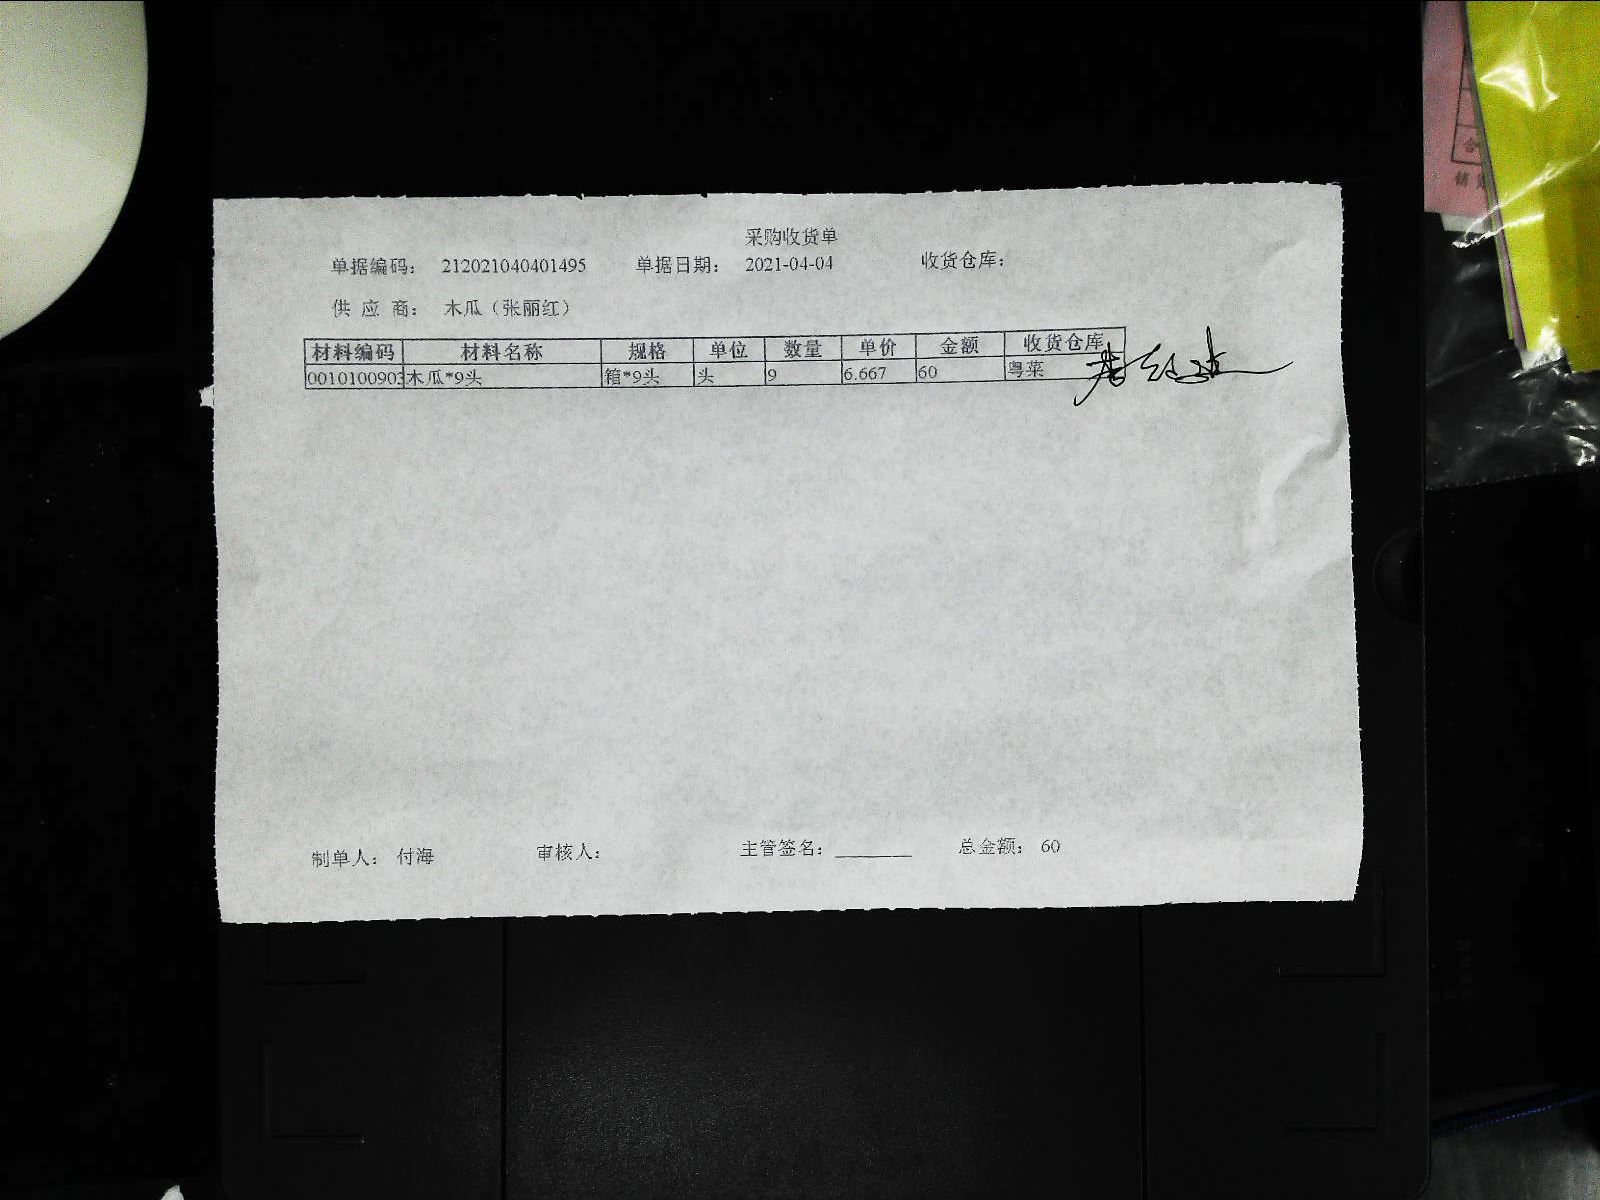 采购收货单
单据编码： 212021040401495 单据日期： 2021-04-04 收货仓库：
供 应 商： 木瓜（张丽红）
材料编码 材料名称 规格 单位 数量 单价 金额 收货仓库
0010100903 木瓜*9头 箱*9头 头 9 6.667 60 粤菜
制单人： 付海 审核人： 主管签名： ________ 总金额： 60
合
销